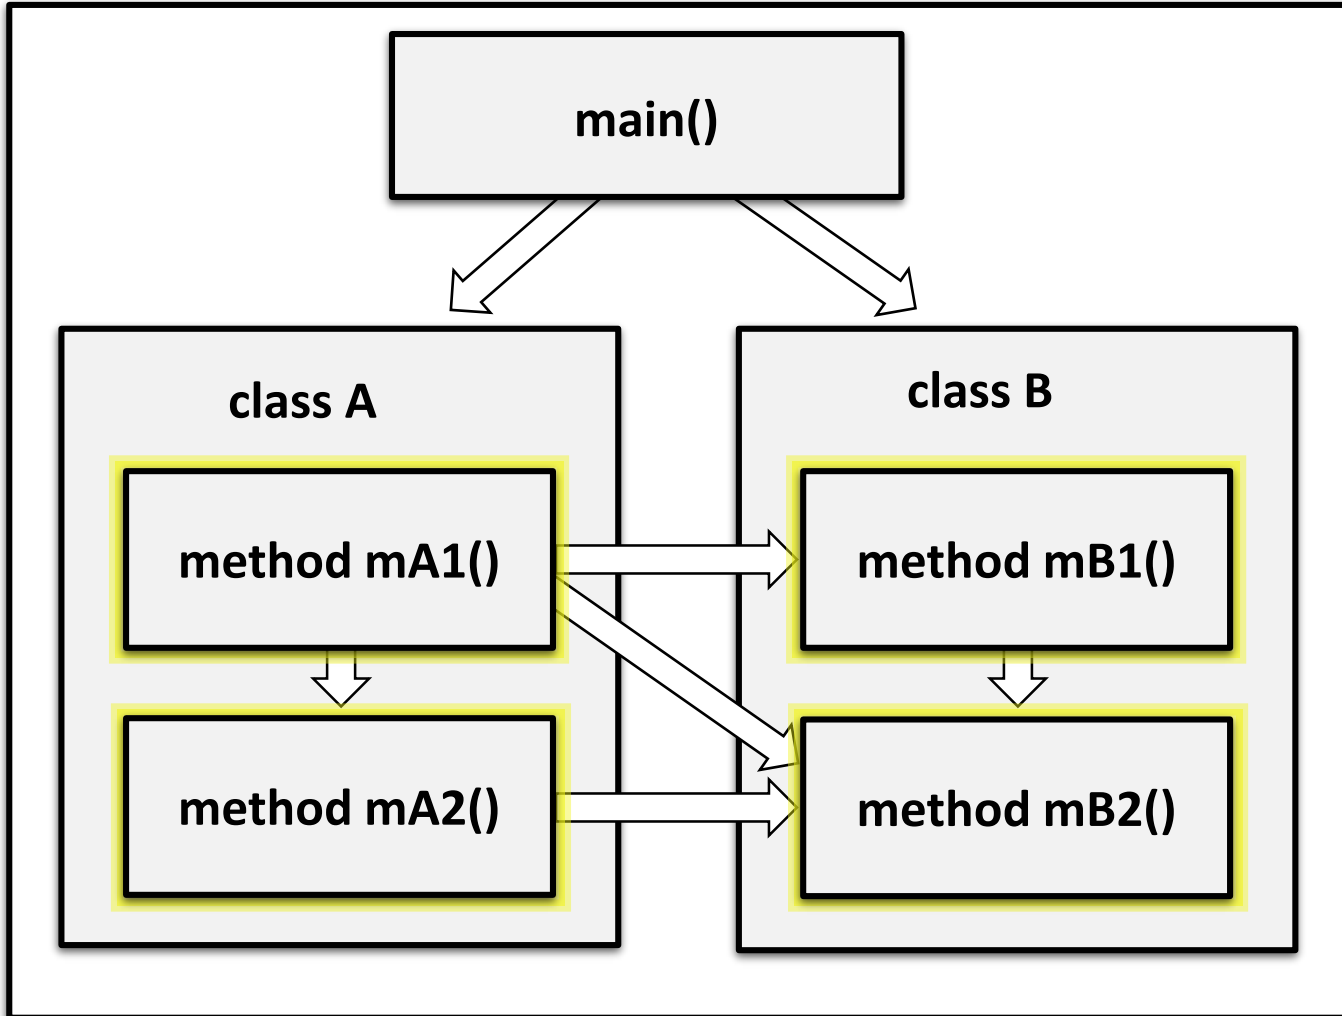 main()
class A
class B
method mA1()
method mB1()
method mA2()
method mB2()